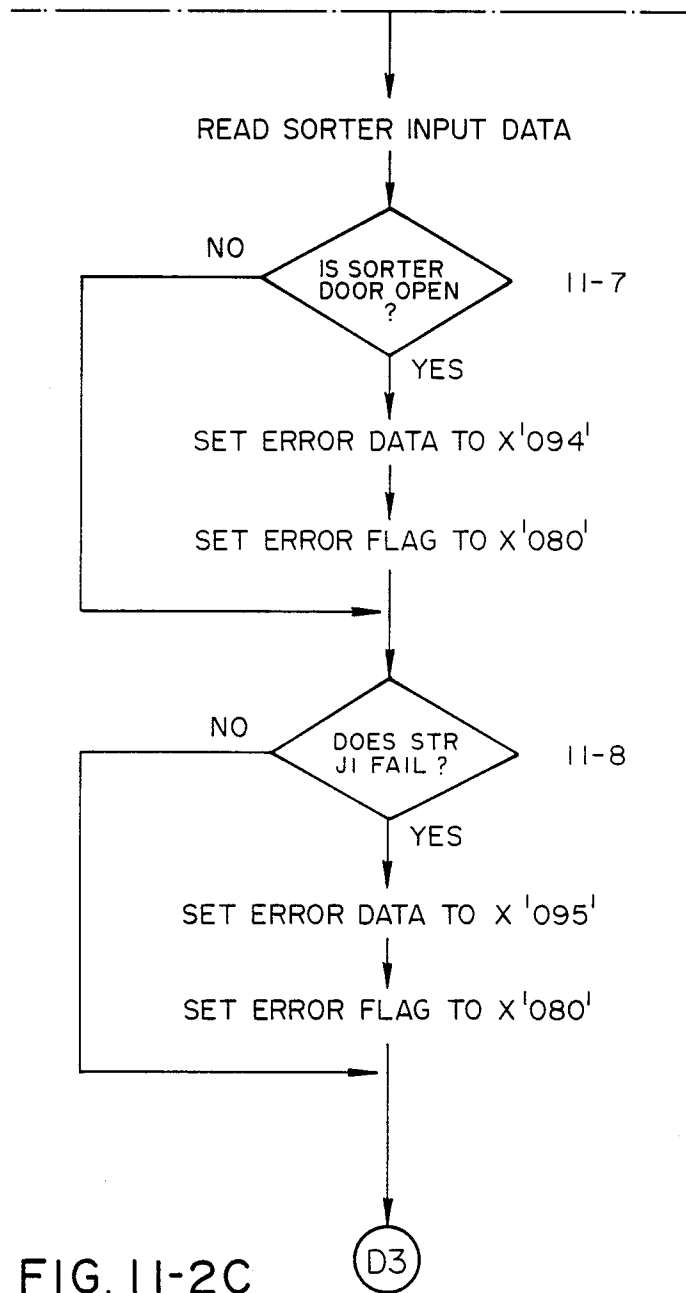 READ SORTER INPUT DATA
NO
IS SORTER
DOOR OPEN
?
11-7
YES
SET ERROR DATA TO X'094'
SET ERROR FLAG TO X'080'
NO
DOES STR
J1 FAIL ?
11-8
YES
SET ERROR DATA TO X'095'
SET ERROR FLAG TO X'080'
D3
FIG. 11-2C